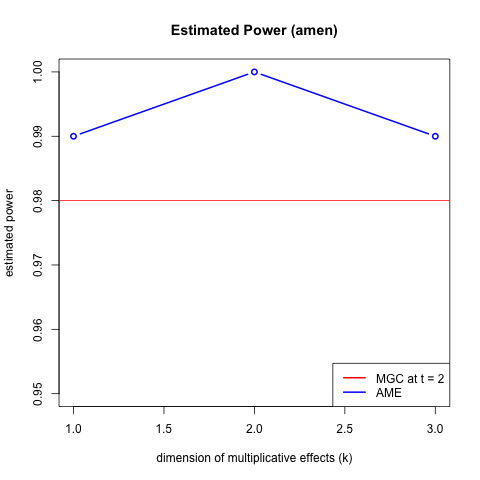 Estimated Power (amen)
estimated power
1.00
0.99
0.98
0.97
0.96
0.95
MGC at t = 2
AME
1.0 1.5 2.0 2.5 3.0
dimension of multiplicative effects (k)